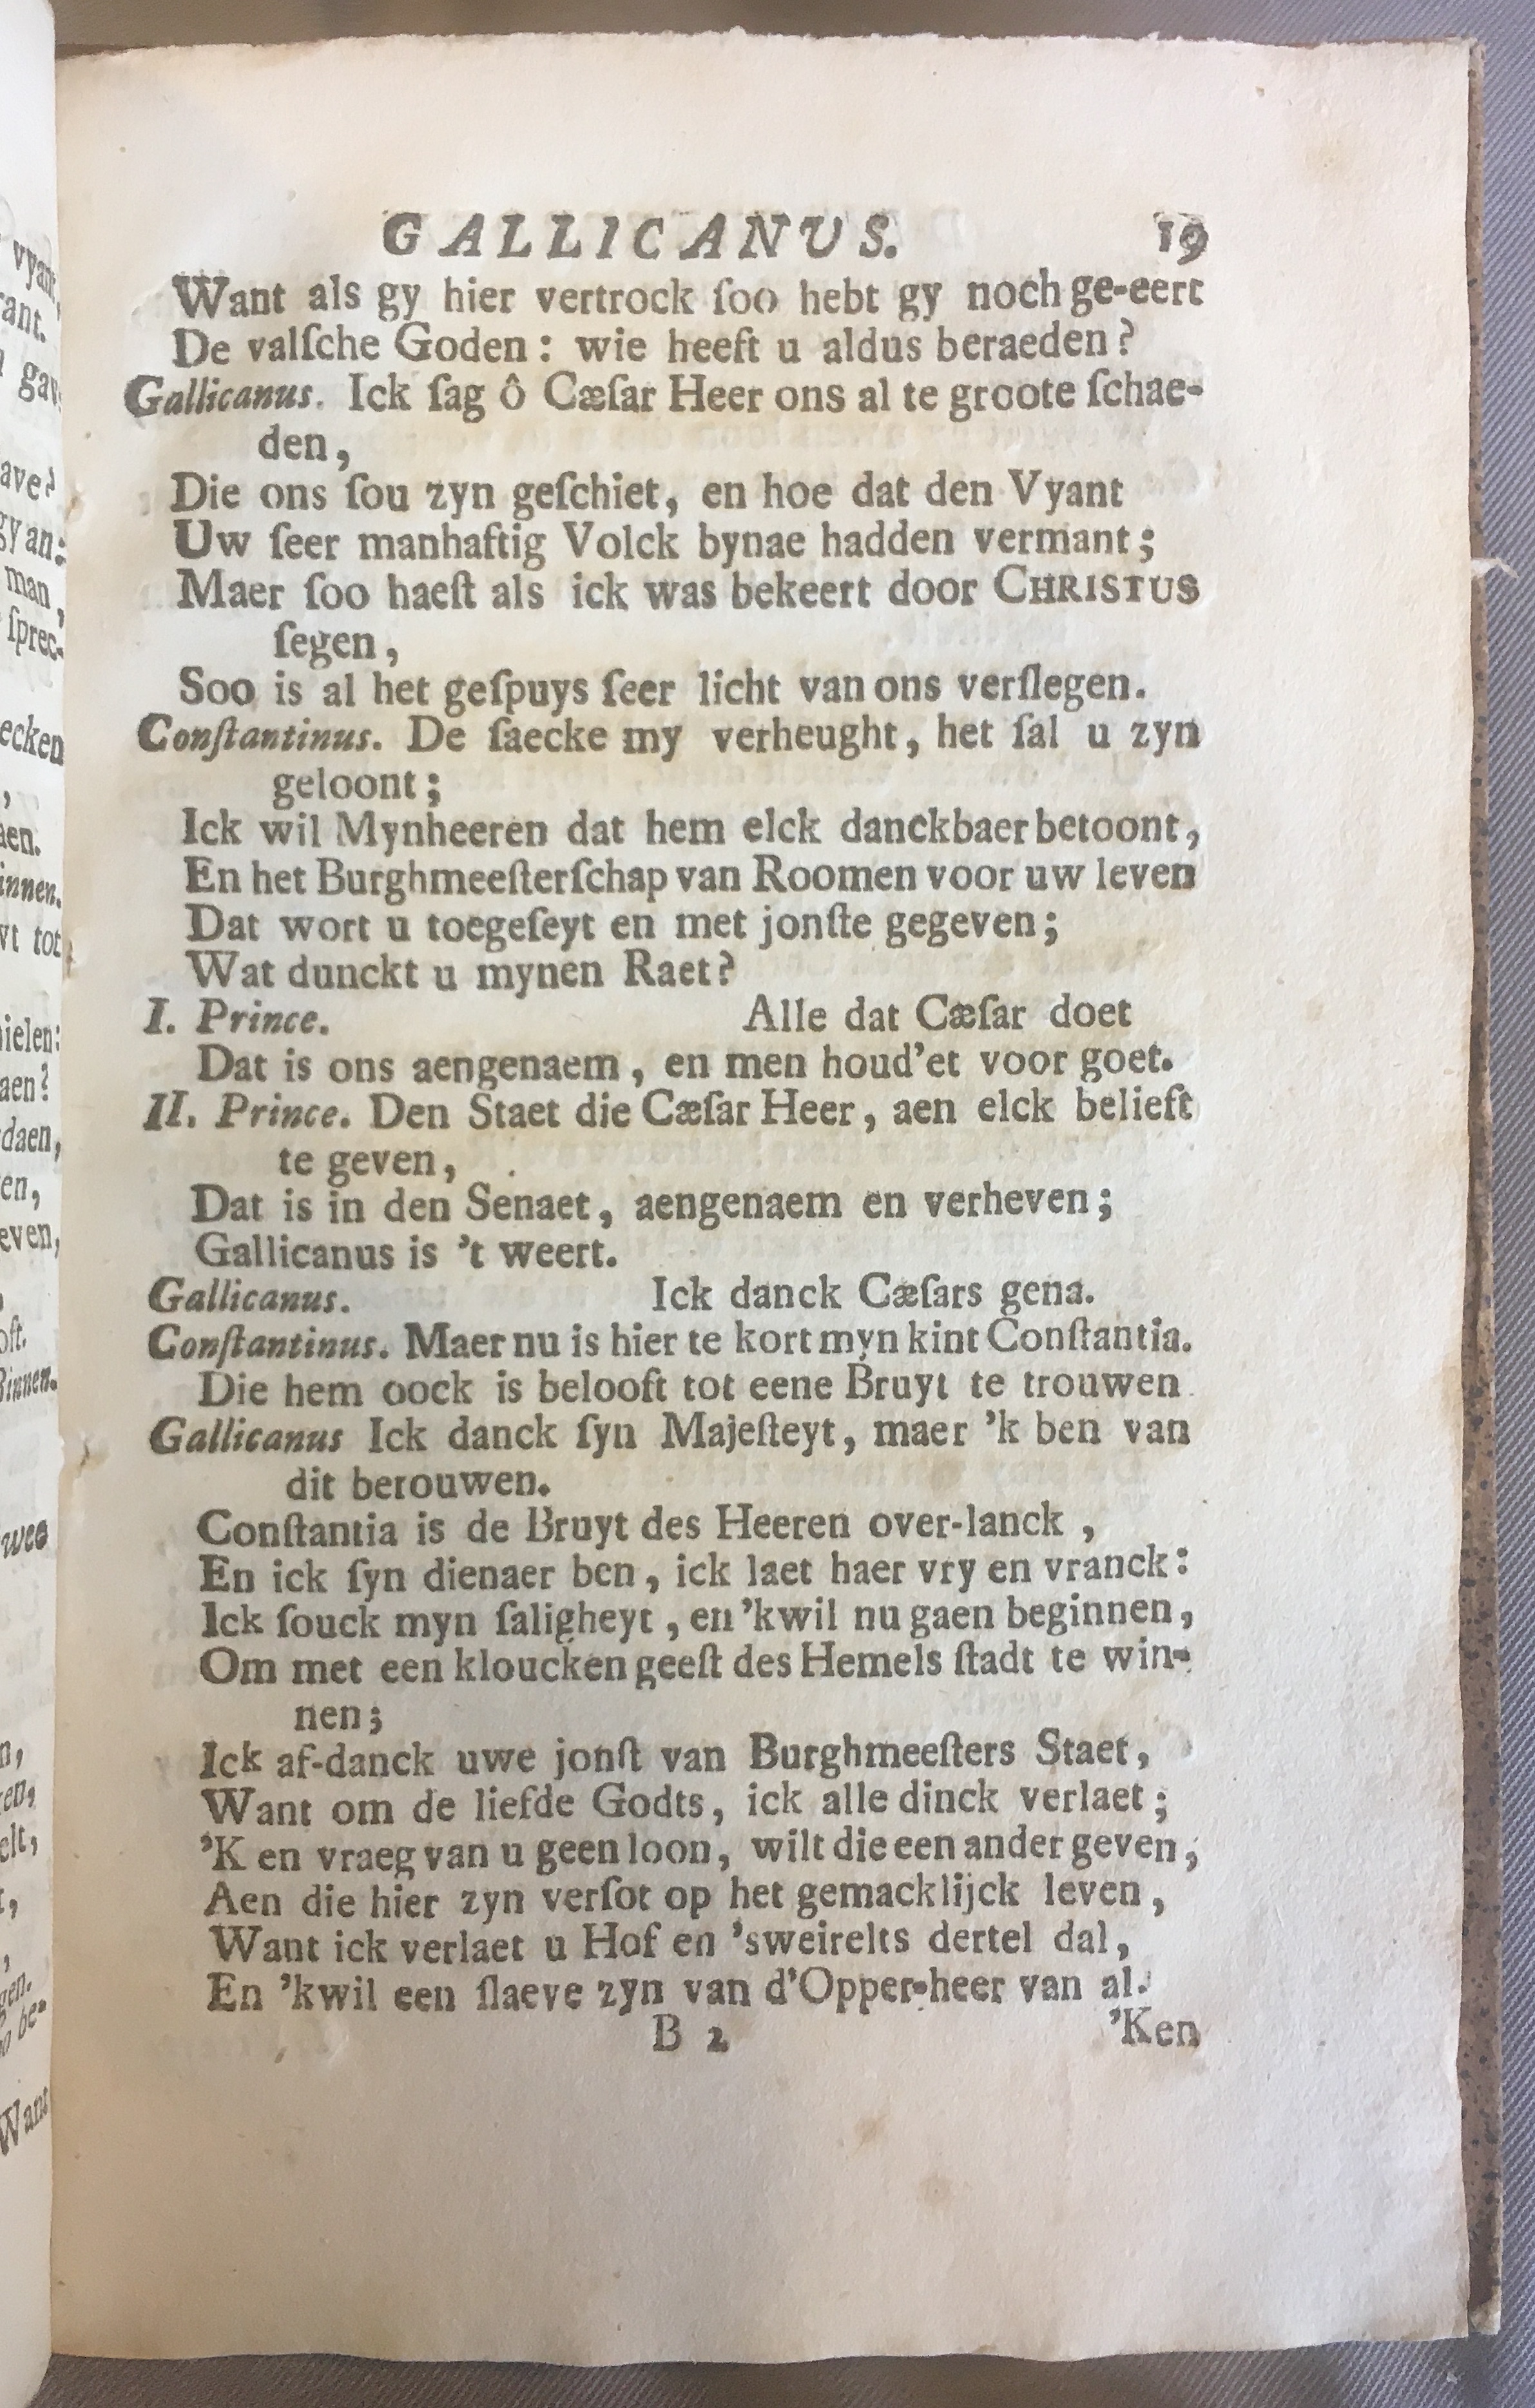 GALLICANUS. 19
Want als gy hier vertrock ſoo hebt gy noch ge-eert
De valſche Goden: wie heeft u aldus beraeden?
Gallicanus. Ick ſag ô Cæſar Heer ons al te groote ſchae-
den,
Die ons ſou zyn geſchiet, en hoe dat den Vyant
Uw ſeer manhaftig Volck bynae hadden vermant;
Maer ſoo haeſt als ick was bekeert door CHRISTUS
ſegen,
Soo is al het geſpuys ſeer licht van ons verſlegen.
Conſtantinus. De ſaecke my verheught, het ſal u zyn
geloont;
Ick wil Mynheeren dat hem elck danckbaer betoont,
En het Burghmeeſterſchap van Roomen voor uw leven
Dat wort u toegeſeyt en met jonſte gegeven;
Wat dunckt u mynen Raet?
I. Prince. Alle dat Cæſar doet
Dat is ons aengenaem, en men houd'et voor goet.
II. Prince. Den Staet die Cæſar Heer, aen elck belieft
te geven,
Dat is in den Senaet, aengenaem en verheven;
Gallicanus is 't weert.
Gallicanus. Ick danck Cæſars gena.
Conſtantinus. Maer nu is hier te kort myn kint Conſtantia.
Die hem oock is belooft tot eene Bruyt te trouwen
Gallicanus Ick danck ſyn Majeſteyt, maer 'k ben van
dit berouwen.
Conſtantia is de Bruyt des Heeren over-lanck,
En ick ſyn dienaer ben, ick laet haer vry en vranck:
Ick ſouck myn ſaligheyt, en 'kwil nu gaen beginnen,
Om met een kloucken geeſt des Hemels ſtadt te win-
nen;
Ick af-danck uwe jonſt van Burghmeeſters Staet,
Want om de liefde Godts, ick alle dinck verlaet;
'K en vraeg van u geen loon, wilt die een ander geven,
Aen die hier zyn verſot op het gemacklijck leven,
Want ick verlaet u Hof en 'sweirelts dertel dal,
En 'kwil een ſlaeve zyn van d'Opper-heer van al.
B 2 'Ken